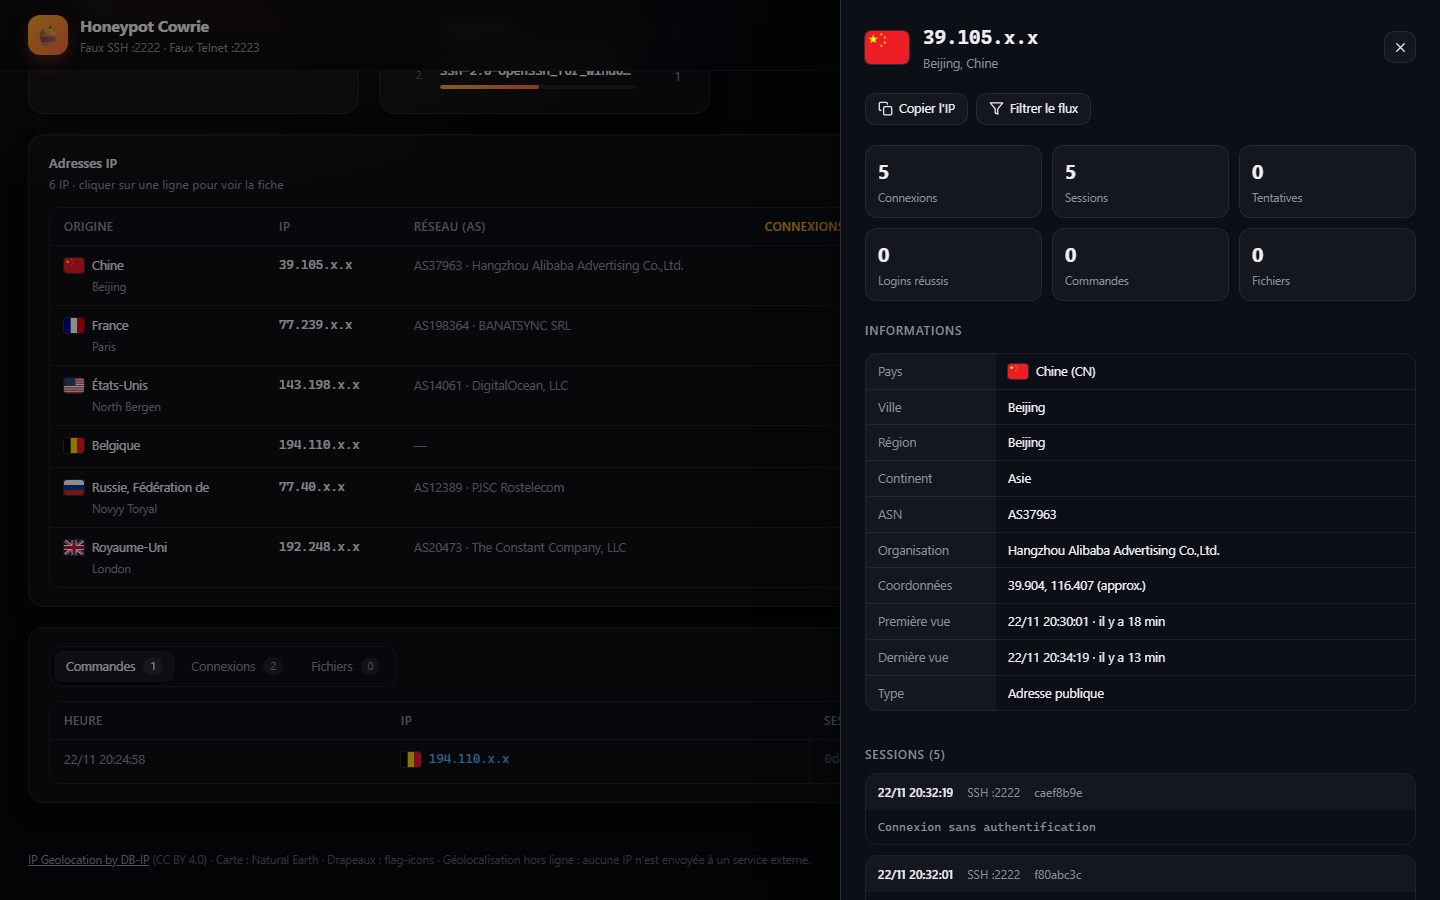 Honeypot Cowrie
Faux SSH :2222 · Faux Telnet :2223
2 1
Adresses IP
6 IP · cliquer sur une ligne pour voir la fiche
ORIGINE IP RÉSEAU (AS) CONNEXIONS
Chine 39.105.x.x AS37963 · Hangzhou Alibaba Advertising Co.,Ltd.
Beijing
France 77.239.x.x AS198364 · BANATSYNC SRL
Paris
États-Unis 143.198.x.x AS14061 · DigitalOcean, LLC
North Bergen
Belgique 194.110.x.x —
Russie, Fédération de 77.40.x.x AS12389 · PJSC Rostelecom
Novyy Toryal
Royaume-Uni 192.248.x.x AS20473 · The Constant Company, LLC
London
Commandes 1 Connexions 2 Fichiers 0
HEURE IP SES
22/11 20:24:58 194.110.x.x 0d
IP Geolocation by DB-IP (CC BY 4.0) · Carte : Natural Earth · Drapeaux : flag-icons · Géolocalisation hors ligne : aucune IP n'est envoyée à un service externe.
39.105.x.x
Beijing, Chine
Copier l'IP Filtrer le flux
5 5 0
Connexions Sessions Tentatives
0 0 0
Logins réussis Commandes Fichiers
INFORMATIONS
Pays Chine (CN)
Ville Beijing
Région Beijing
Continent Asie
ASN AS37963
Organisation Hangzhou Alibaba Advertising Co.,Ltd.
Coordonnées 39.904, 116.407 (approx.)
Première vue 22/11 20:30:01 · il y a 18 min
Dernière vue 22/11 20:34:19 · il y a 13 min
Type Adresse publique
SESSIONS (5)
22/11 20:32:19 SSH :2222 caef8b9e
Connexion sans authentification
22/11 20:32:01 SSH :2222 f80abc3c